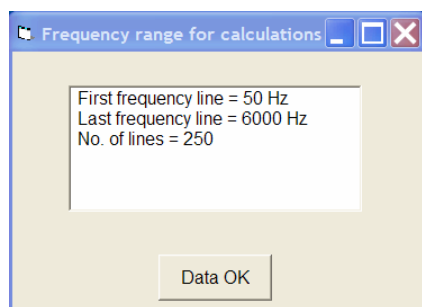 Frequency range for calculations
First frequency line = 50 Hz
Last frequency line = 6000 Hz
No. of lines = 250
Data OK